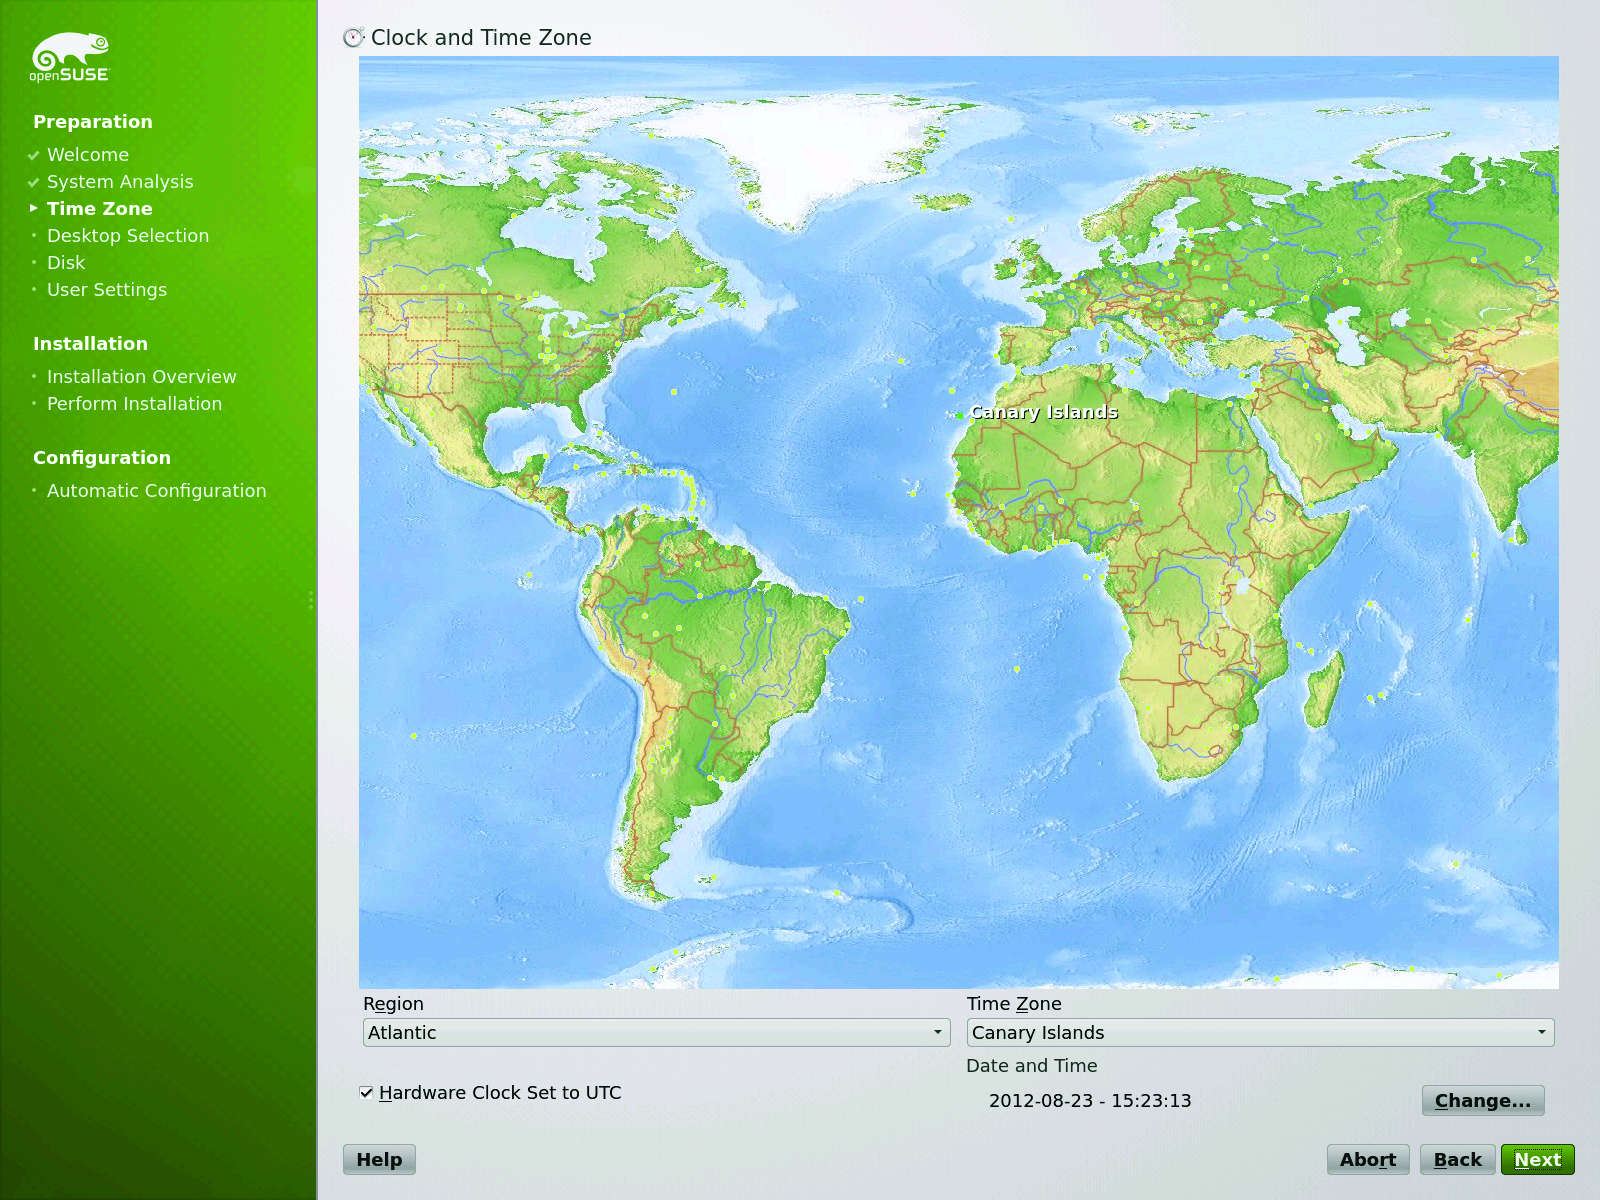 openSUSE
Preparation
Welcome
System Analysis
Time Zone
Desktop Selection
Disk
User Settings
Installation
Installation Overview
Perform Installation
Configuration
Automatic Configuration
Clock and Time Zone
Canary Islands
Region
Time Zone
Atlantic
Canary Islands
Date and Time
Hardware Clock Set to UTC
2012-08-23 - 15:23:13
Change...
Help
Abort
Back
Next